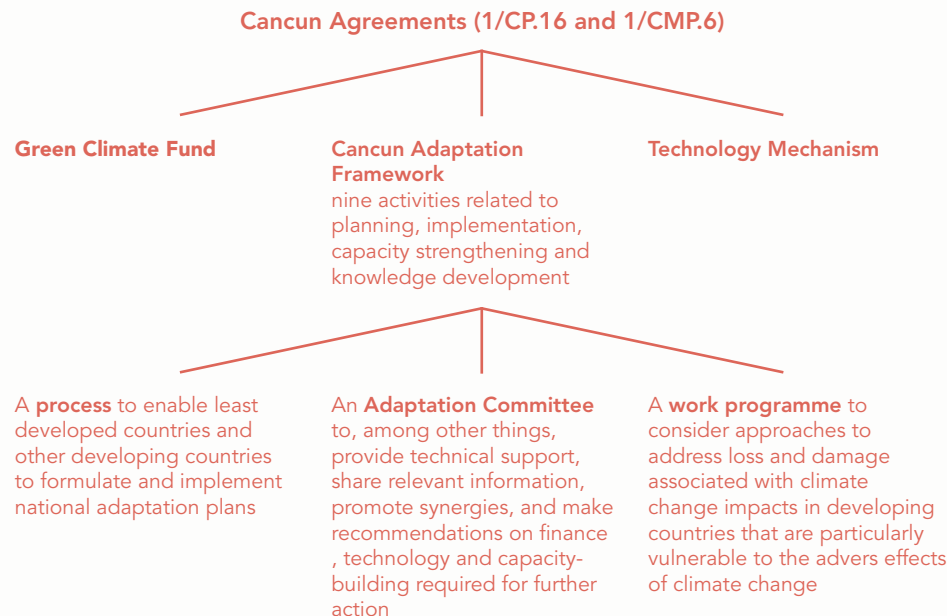 Cancun Agreements (1/CP.16 and 1/CMP.6)
Green Climate Fund
Cancun Adaptation
Framework
nine activities related to
planning, implementation,
capacity strengthening and
knowledge development
Technology Mechanism
A process to enable least
developed countries and
other developing countries
to formulate and implement
national adaptation plans
An Adaptation Committee
to, among other things,
provide technical support,
share relevant information,
promote synergies, and make
recommendations on finance
, technology and capacity-
building required for further
action
A work programme to
consider approaches to
address loss and damage
associated with climate
change impacts in developing
countries that are particularly
vulnerable to the advers effects
of climate change